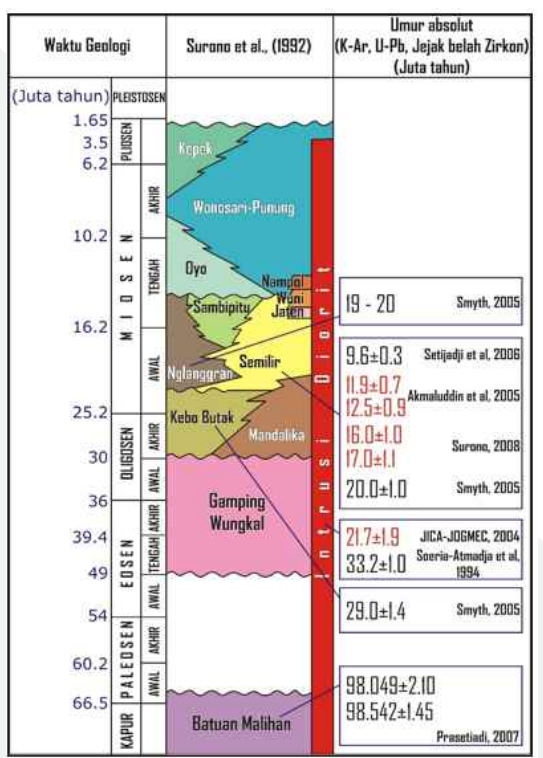 Waktu Geologi
Surono et al., (1992)
Umur absolut
(K-Ar, U-Pb, Jejak belah Zirkon)
(Juta tahun)
(Juta tahun)
PLEISTOSEN
1.65
3.5
6.2
10.2
16.2
25.2
30
36
39.4
49
54
60.2
66.5
PLIOSEN
MIOSEN
AKHIR
TENGAH
AWAL
OLIGOSEN
AKHIR
AWAL
EOSEN
AKHIR
TENGAH
AWAL
PALEOSEN
AKHIR
AWAL
KAPUR
Kepek
Wonosari-Punung
Oyo
Nampol
Wuni
Jaten
Sambipitu
Semilir
Nglanggran
Kebo Butak
Mandalika
Gamping
Wungkal
Batuan Malihan
Intrusi Diorit
19 - 20 Smyth, 2005
9.6±0.3 Setijadji et al, 2006
11.9±0.7
12.5±0.9 Akmaluddin et al, 2005
16.0±1.0
17.0±1.1 Surono, 2008
20.0±1.0 Smyth, 2005
21.7±1.9 JICA-JOGMEC, 2004
33.2±1.0 Soeria-Atmadja et al,
1994
29.0±1.4 Smyth, 2005
98.049±2.10
98.542±1.45
Prasetiadi, 2007